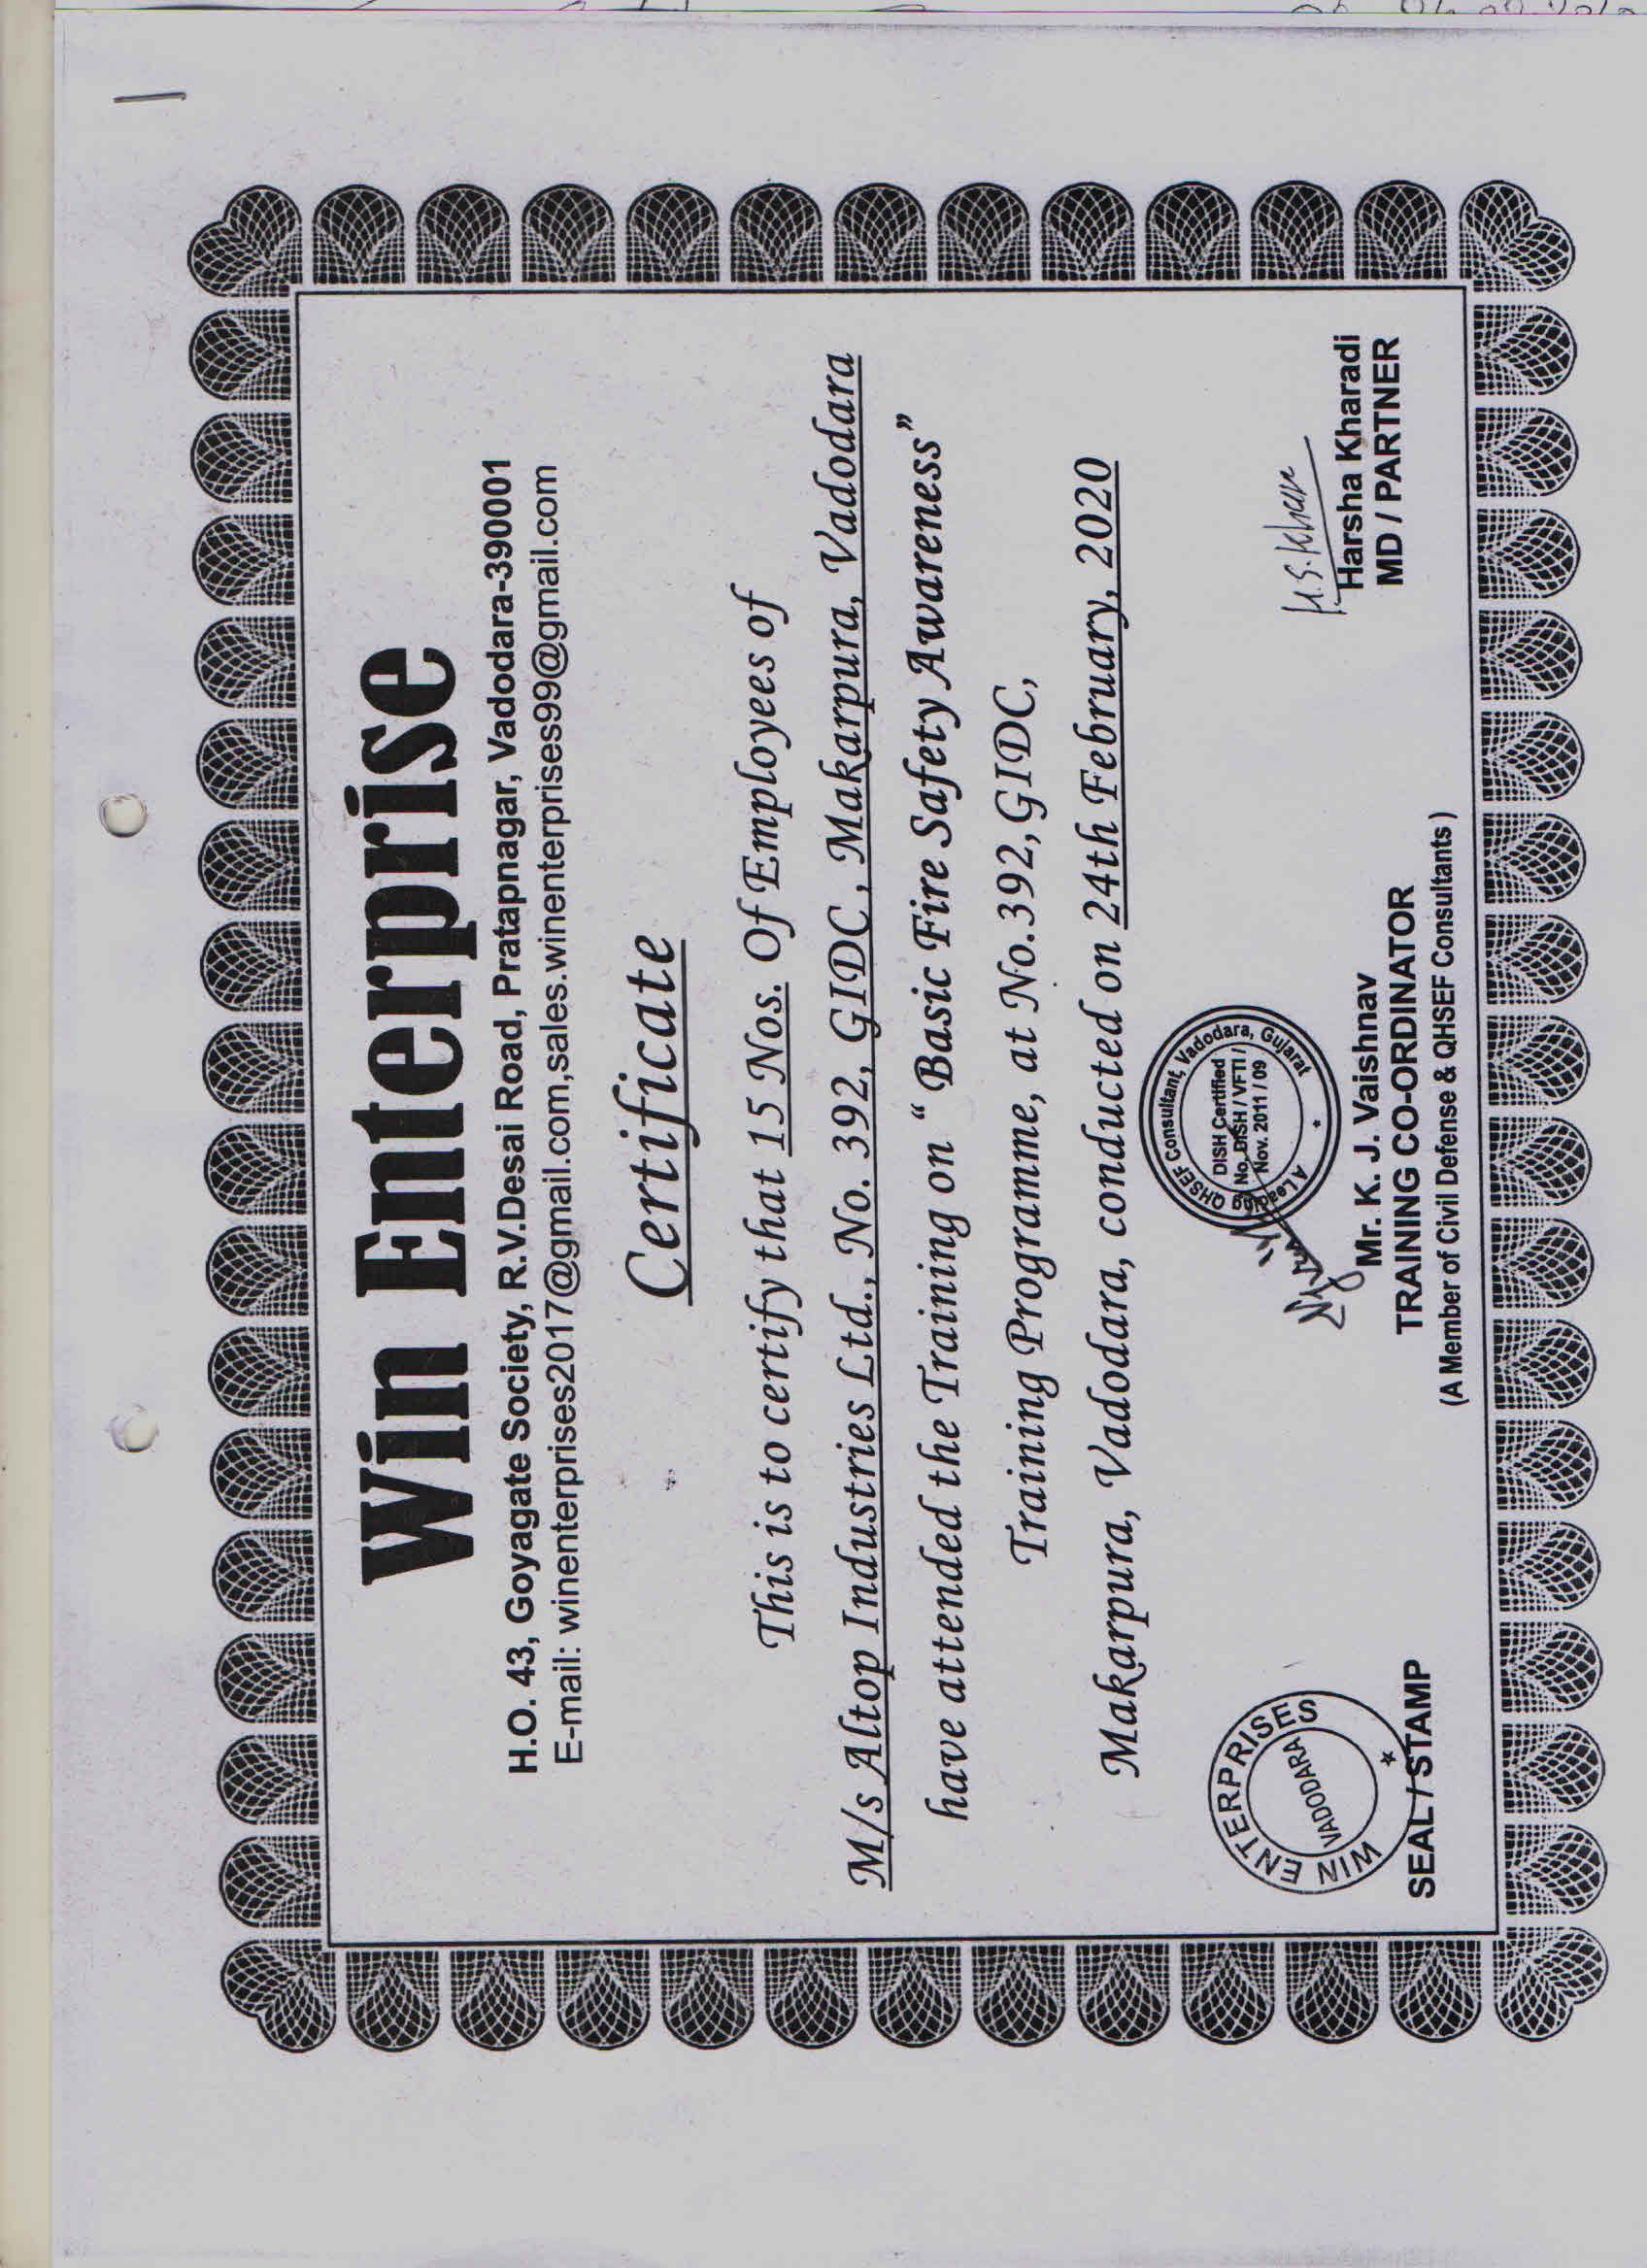 Win Enterprise
H.O. 43, Goyagate Society, R.V.Desai Road, Pratapnagar, Vadodara-390001
E-mail: winenterprises2017@gmail.com,sales.winenterprises99@gmail.com
Certificate
This is to certify that 15 Nos. Of Employees of
M/s Altop Industries Ltd., No. 392, GIDC, Makarpura, Vadodara
have attended the Training on “ Basic Fire Safety Awareness”
Training Programme, at No.392, GIDC,
Makarpura, Vadodara, conducted on 24th February, 2020
WIN ENTERPRISES
VADODARA
SEAL / STAMP
A Leading QHSEF Consultant, Vadodara, Gujarat
DISH Certified
No. DISH / VFTI /
Nov. 2011 / 09
Mr. K. J. Vaishnav
TRAINING CO-ORDINATOR
(A Member of Civil Defense & QHSEF Consultants )
Harsha Kharadi
MD / PARTNER